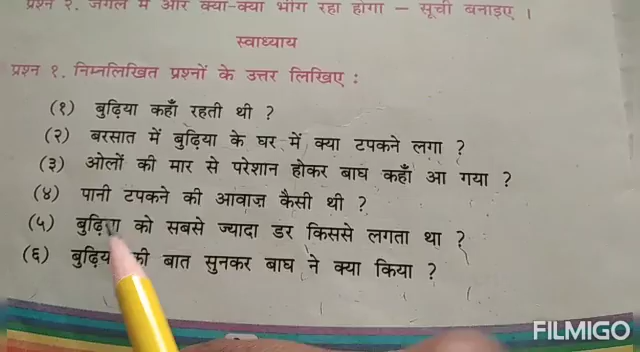 प्रश्न २. जंगल में और क्या-क्या भीग रहा होगा – सूची बनाइए ।
स्वाध्याय
प्रश्न १. निम्नलिखित प्रश्नों के उत्तर लिखिए :
(१) बुढ़िया कहाँ रहती थी ?
(२) बरसात में बुढ़िया के घर में क्या टपकने लगा ?
(३) ओलों की मार से परेशान होकर बाघ कहाँ आ गया ?
(४) पानी टपकने की आवाज़ कैसी थी ?
(५) बुढ़िया को सबसे ज्यादा डर किससे लगता था ?
(६) बुढ़िया की बात सुनकर बाघ ने क्या किया ?
FILMIGO